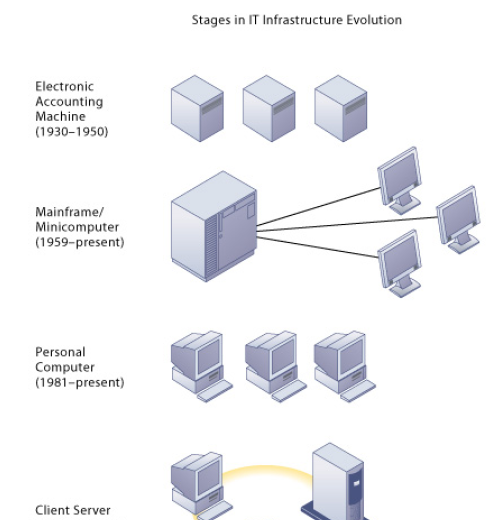 Stages in IT Infrastructure Evolution
Electronic
Accounting
Machine
(1930–1950)
Mainframe/
Minicomputer
(1959–present)
Personal
Computer
(1981–present)
Client Server